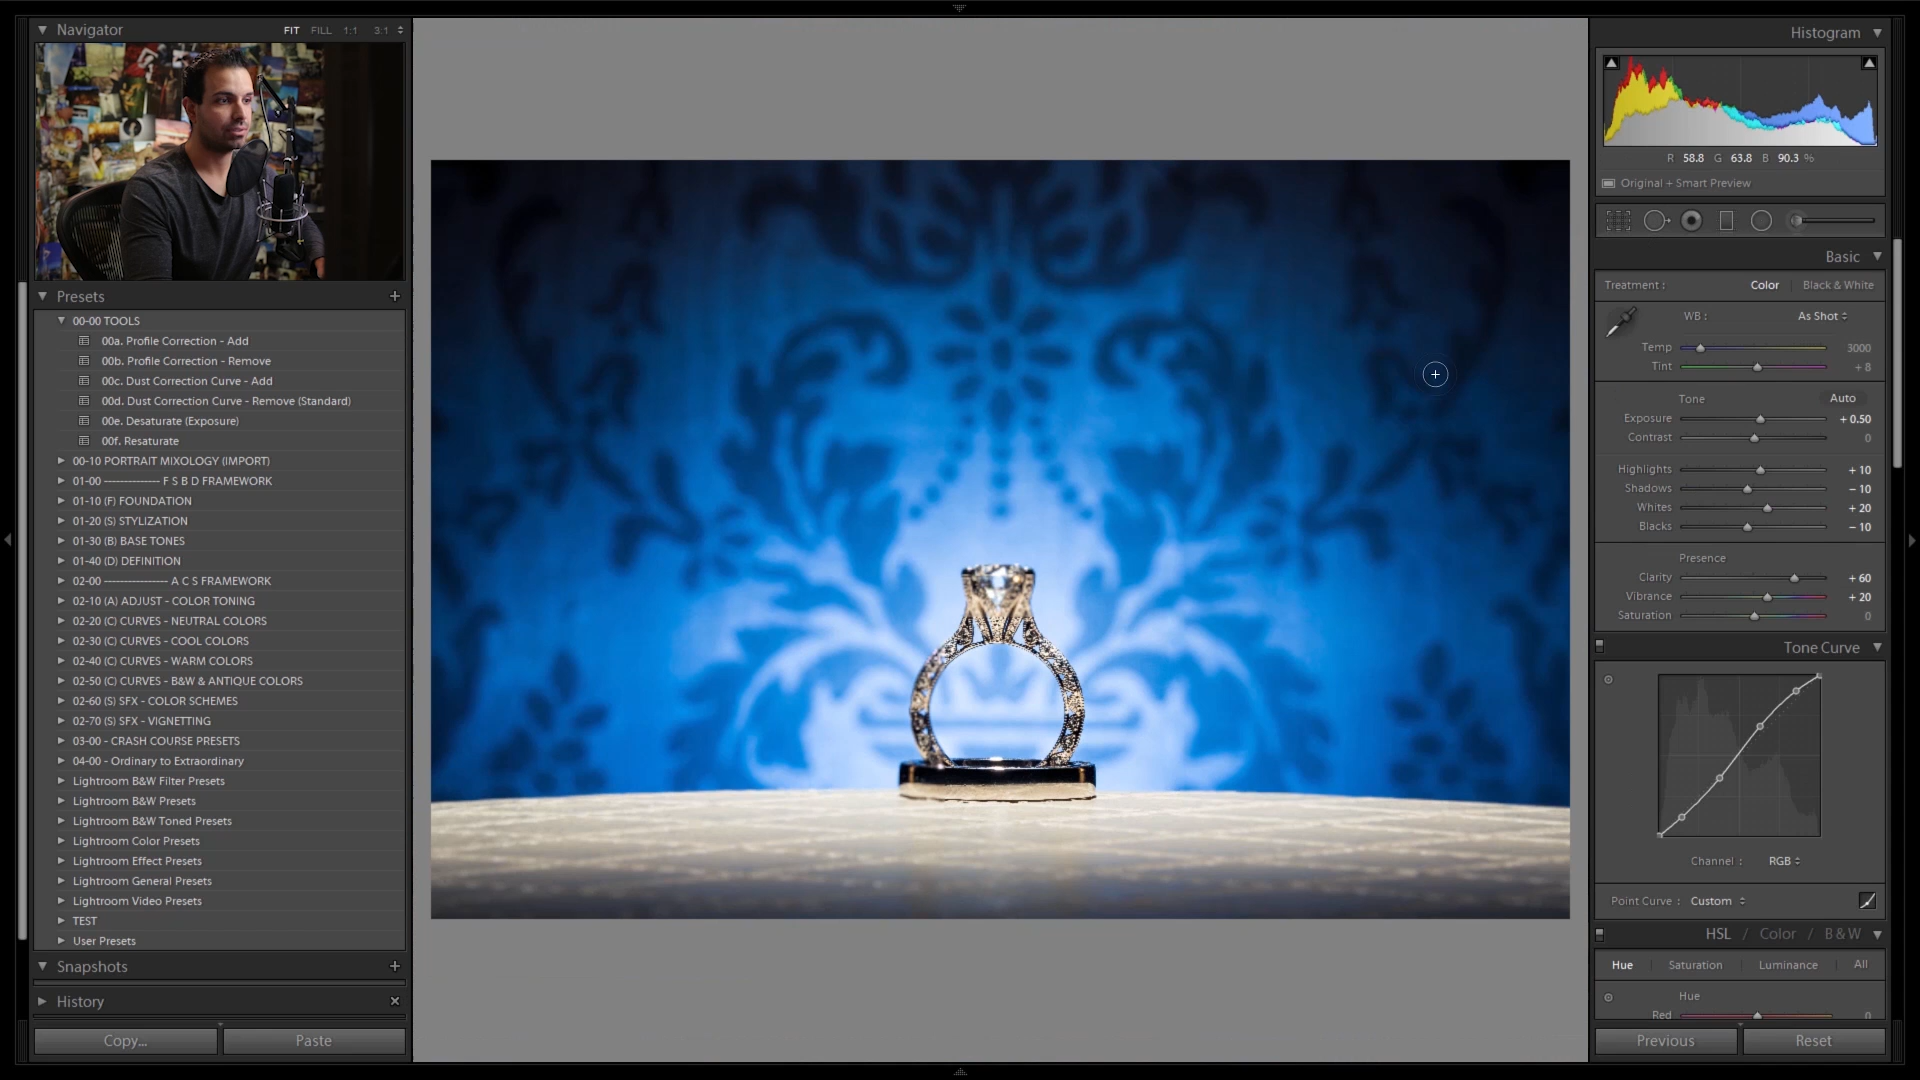 Navigator
FIT FILL 1:1 3:1
Presets +
00-00 TOOLS
00a. Profile Correction - Add
00b. Profile Correction - Remove
00c. Dust Correction Curve - Add
00d. Dust Correction Curve - Remove (Standard)
00e. Desaturate (Exposure)
00f. Resaturate
00-10 PORTRAIT MIXOLOGY (IMPORT)
01-00 -------------- F S B D FRAMEWORK
01-10 (F) FOUNDATION
01-20 (S) STYLIZATION
01-30 (B) BASE TONES
01-40 (D) DEFINITION
02-00 ---------------- A C S FRAMEWORK
02-10 (A) ADJUST - COLOR TONING
02-20 (C) CURVES - NEUTRAL COLORS
02-30 (C) CURVES - COOL COLORS
02-40 (C) CURVES - WARM COLORS
02-50 (C) CURVES - B&W & ANTIQUE COLORS
02-60 (S) SFX - COLOR SCHEMES
02-70 (S) SFX - VIGNETTING
03-00 - CRASH COURSE PRESETS
04-00 - Ordinary to Extraordinary
Lightroom B&W Filter Presets
Lightroom B&W Presets
Lightroom B&W Toned Presets
Lightroom Color Presets
Lightroom Effect Presets
Lightroom General Presets
Lightroom Video Presets
TEST
User Presets
Snapshots +
History
Copy... Paste
Histogram
R 58.8 G 63.8 B 90.3 %
Original + Smart Preview
Basic
Treatment : Color Black & White
WB : As Shot
Temp 3000
Tint + 8
Tone Auto
Exposure + 0.50
Contrast 0
Highlights + 10
Shadows − 10
Whites + 20
Blacks − 10
Presence
Clarity + 60
Vibrance + 20
Saturation 0
Tone Curve
Channel : RGB
Point Curve : Custom
HSL / Color / B & W
Hue Saturation Luminance All
Hue
Red 0
Previous Reset